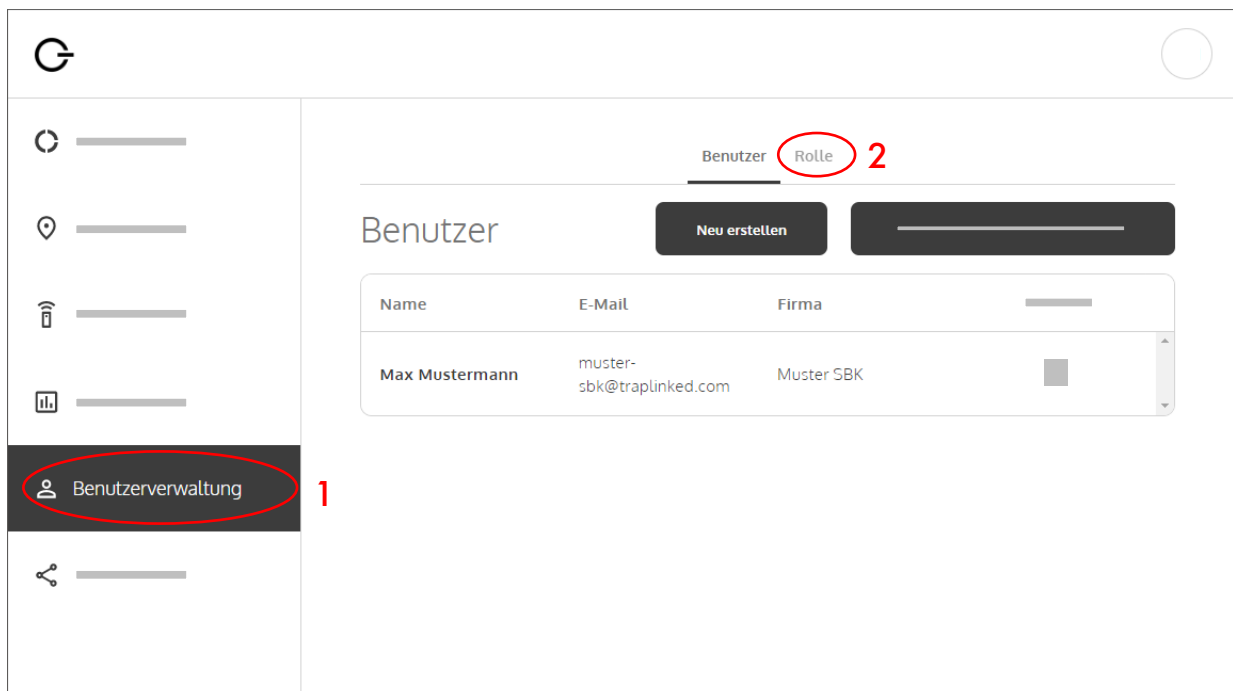 Benutzer Rolle 2
Benutzer
Neu erstellen
Name E-Mail Firma
Max Mustermann
muster-
sbk@traplinked.com
Muster SBK
Benutzerverwaltung 1